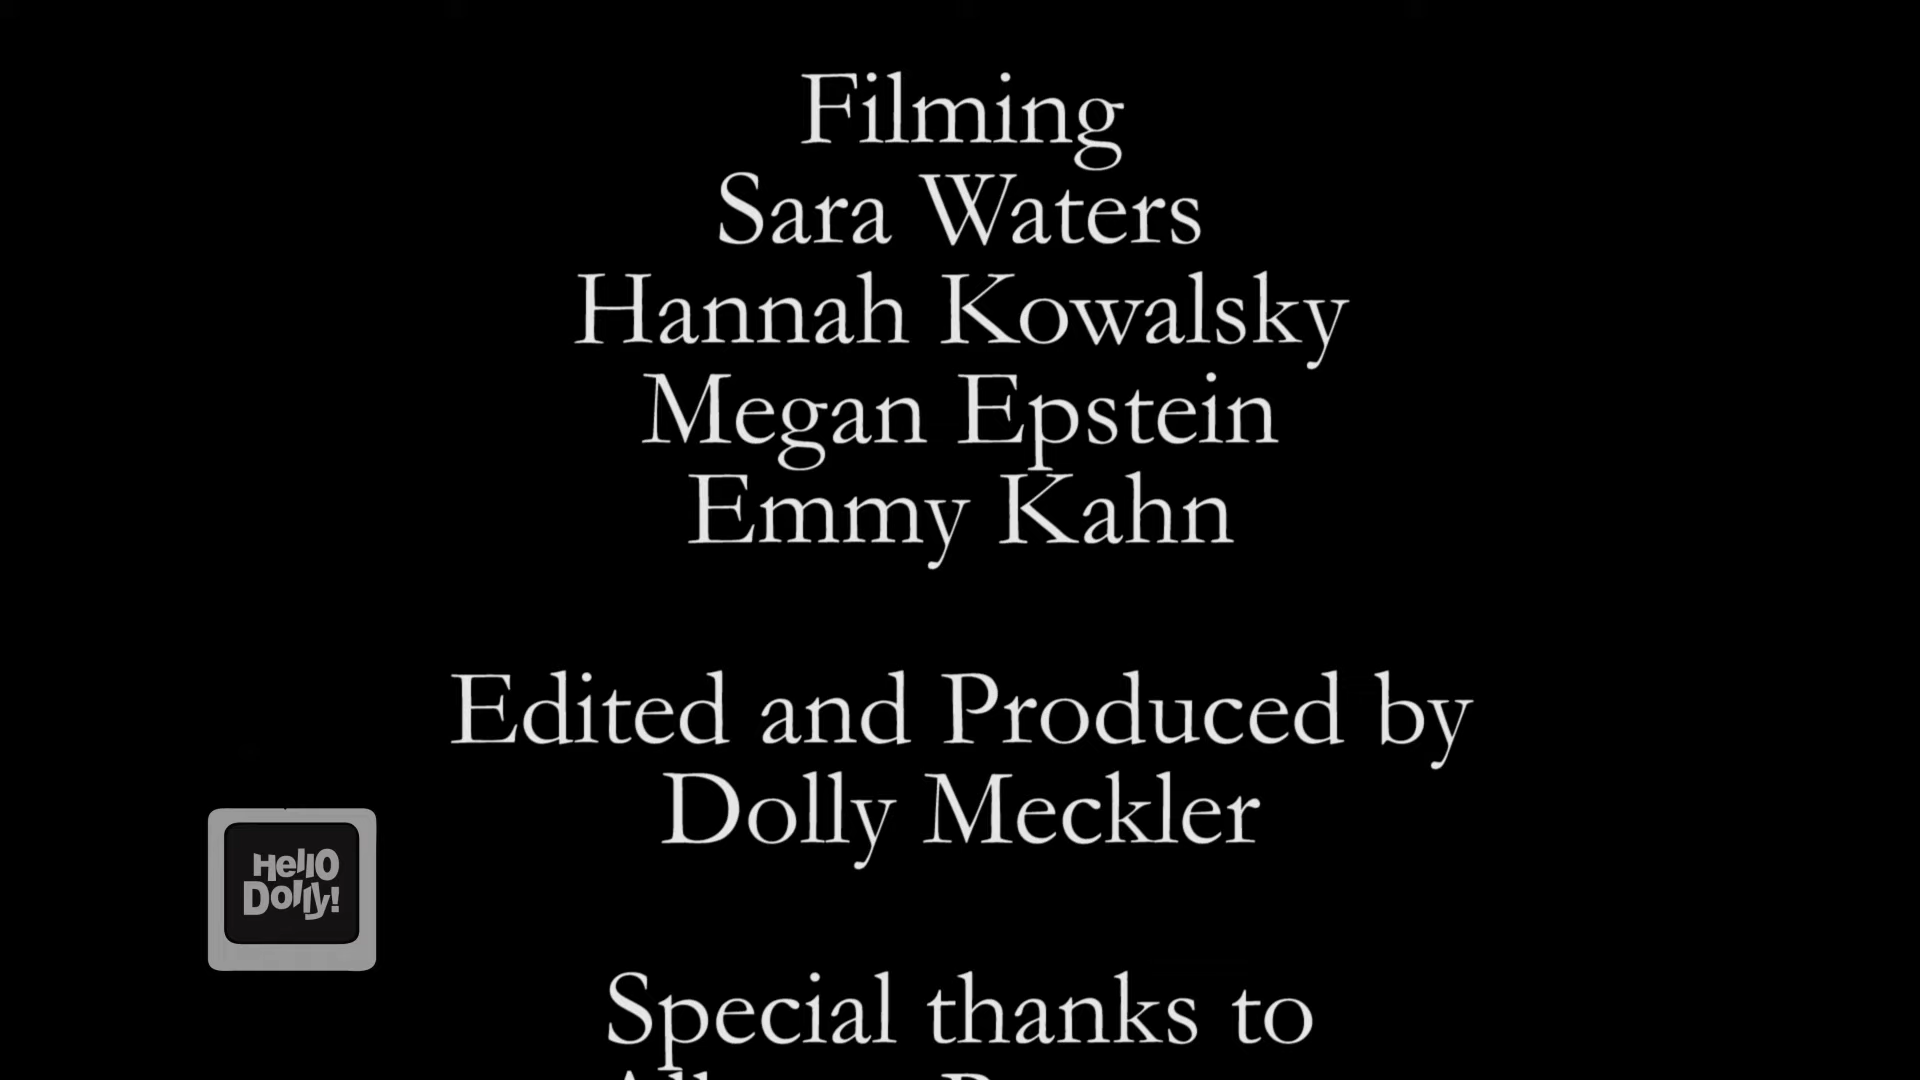 Filming
Sara Waters
Hannah Kowalsky
Megan Epstein
Emmy Kahn
Edited and Produced by
Dolly Meckler
Hello
Dolly!
Special thanks to